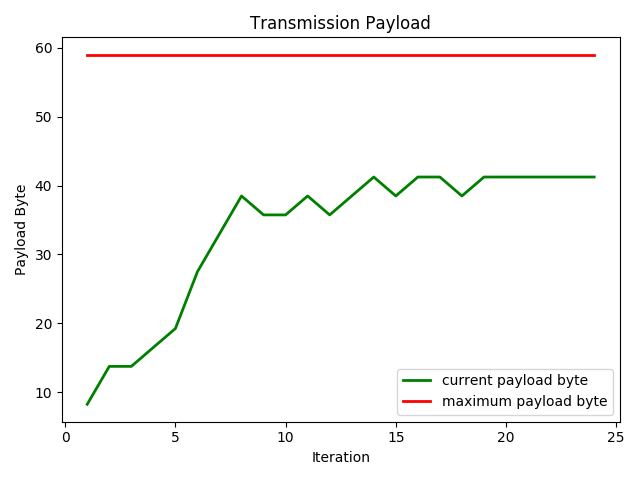 Transmission Payload
60
50
40
30
20
10
Payload Byte
0
5
10
15
20
25
Iteration
current payload byte
maximum payload byte